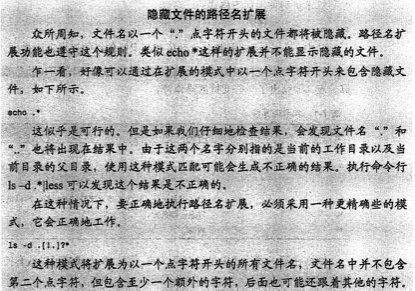 隐藏文件的路径名扩展
众所周知，文件名以一个“.”点字符开头的文件都将被隐藏。路径名扩
展功能也遵守这个规则。类似 echo *这样的扩展并不能显示隐藏的文件。
乍一看，好像可以通过在扩展的模式中以一个点字符开头来包含隐藏文
件，如下所示。
echo .*
这似乎是可行的。但是如果我们仔细地检查结果，会发现文件名“.”和
“..”也将出现在结果中。由于这两个名字分别指的是当前的工作目录以及当
前目录的父目录，使用这种模式匹配可能会生成不正确的结果。执行命令行
ls –d .*|less 可以发现这个结果是不正确的。
在这种情况下，要正确地执行路径名扩展，必须采用一种更精确些的模
式，它会正确地工作。
ls -d .[!.]?*
这种模式将扩展为以一个点字符开头的所有文件名，文件名中并不包含
第二个点字符，但包含至少一个额外的字符，后面也可能还跟着其他的字符。